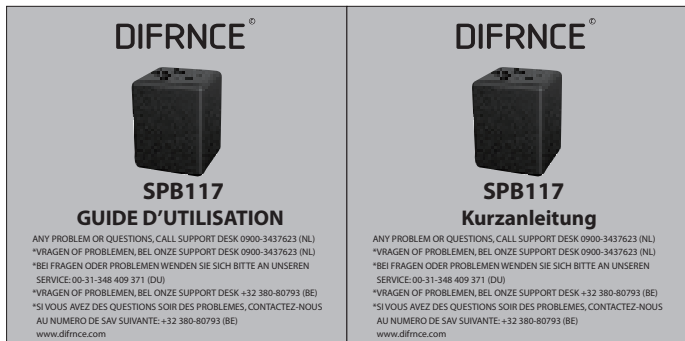 DIFRNCE©
SPB117
GUIDE D’UTILISATION
ANY PROBLEM OR QUESTIONS, CALL SUPPORT DESK 0900-3437623 (NL)
*VRAGEN OF PROBLEMEN, BEL ONZE SUPPORT DESK 0900-3437623 (NL)
*BEI FRAGEN ODER PROBLEMEN WENDEN SIE SICH BITTE AN UNSEREN
SERVICE: 00-31-348 409 371 (DU)
*VRAGEN OF PROBLEMEN, BEL ONZE SUPPORT DESK +32 380-80793 (BE)
*SI VOUS AVEZ DES QUESTIONS SOIR DES PROBLEMES, CONTACTEZ-NOUS
AU NUMERO DE SAV SUIVANTE: +32 380-80793 (BE)
www.difrnce.com
DIFRNCE©
SPB117
Kurzanleitung
ANY PROBLEM OR QUESTIONS, CALL SUPPORT DESK 0900-3437623 (NL)
*VRAGEN OF PROBLEMEN, BEL ONZE SUPPORT DESK 0900-3437623 (NL)
*BEI FRAGEN ODER PROBLEMEN WENDEN SIE SICH BITTE AN UNSEREN
SERVICE: 00-31-348 409 371 (DU)
*VRAGEN OF PROBLEMEN, BEL ONZE SUPPORT DESK +32 380-80793 (BE)
*SI VOUS AVEZ DES QUESTIONS SOIR DES PROBLEMES, CONTACTEZ-NOUS
AU NUMERO DE SAV SUIVANTE: +32 380-80793 (BE)
www.difrnce.com